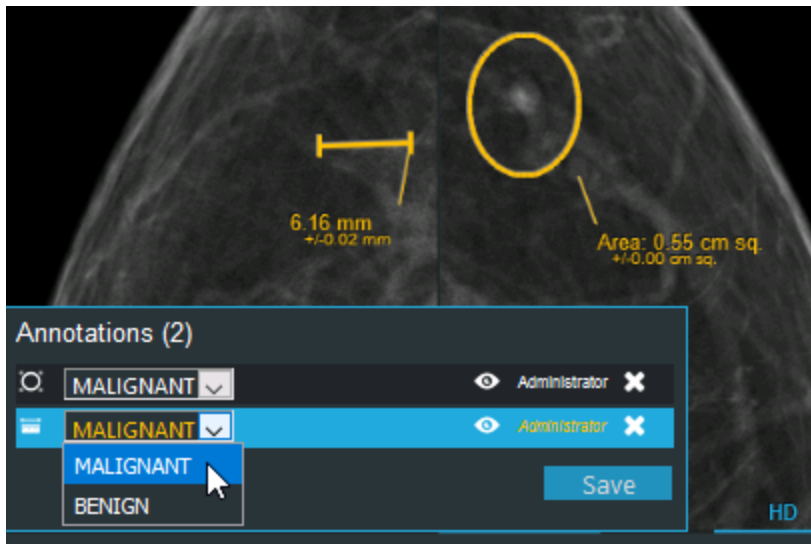 6.16 mm
+/-0.02 mm
Area: 0.55 cm sq.
+/-0.00 cm sq.
Annotations (2)
MALIGNANT Administrator
MALIGNANT Administrator
MALIGNANT
BENIGN
Save
HD